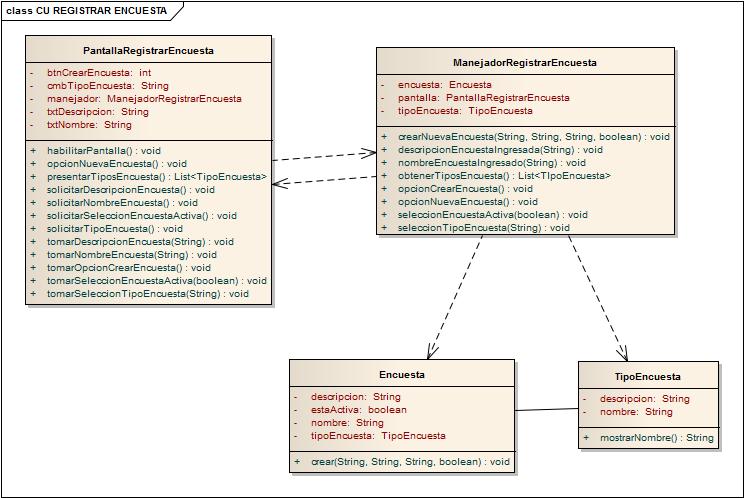 class CU REGISTRAR ENCUESTA
PantallaRegistrarEncuesta
- btnCrearEncuesta: int
- cmbTipoEncuesta: String
- manejador: ManejadorRegistrarEncuesta
- txtDescripcion: String
- txtNombre: String
+ habilitarPantalla() : void
+ opcionNuevaEncuesta() : void
+ presentarTiposEncuesta() : List<TipoEncuesta>
+ solicitarDescripcionEncuesta() : void
+ solicitarNombreEncuesta() : void
+ solicitarSeleccionEncuestaActiva() : void
+ solicitarTipoEncuesta() : void
+ tomarDescripcionEncuesta(String) : void
+ tomarNombreEncuesta(String) : void
+ tomarOpcionCrearEncuesta() : void
+ tomarSeleccionEncuestaActiva(boolean) : void
+ tomarSeleccionTipoEncuesta(String) : void
ManejadorRegistrarEncuesta
- encuesta: Encuesta
- pantalla: PantallaRegistrarEncuesta
- tipoEncuesta: TipoEncuesta
+ crearNuevaEncuesta(String, String, String, boolean) : void
+ descripcionEncuestaIngresada(String) : void
+ nombreEncuestaIngresado(String) : void
+ obtenerTiposEncuesta() : List<TIpoEncuesta>
+ opcionCrearEncuesta() : void
+ opcionNuevaEncuesta() : void
+ seleccionEncuestaActiva(boolean) : void
+ seleccionTipoEncuesta(String) : void
Encuesta
- descripcion: String
- estaActiva: boolean
- nombre: String
- tipoEncuesta: TipoEncuesta
+ crear(String, String, String, boolean) : void
TipoEncuesta
- descripcion: String
- nombre: String
+ mostrarNombre() : String